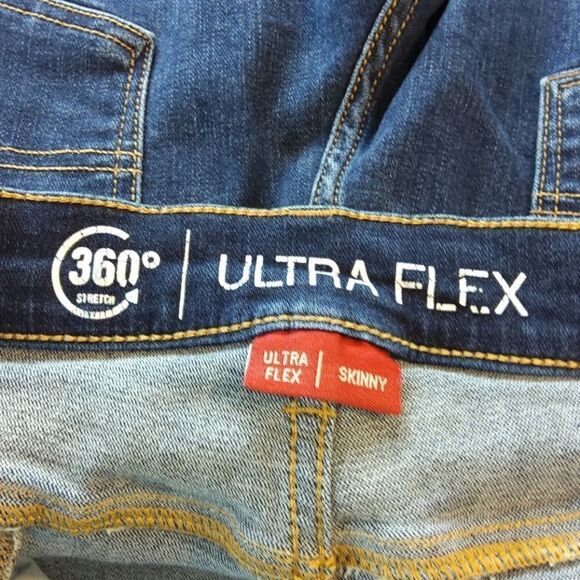 360°
STRETCH
ULTRA FLEX
ULTRA
FLEX
SKINNY